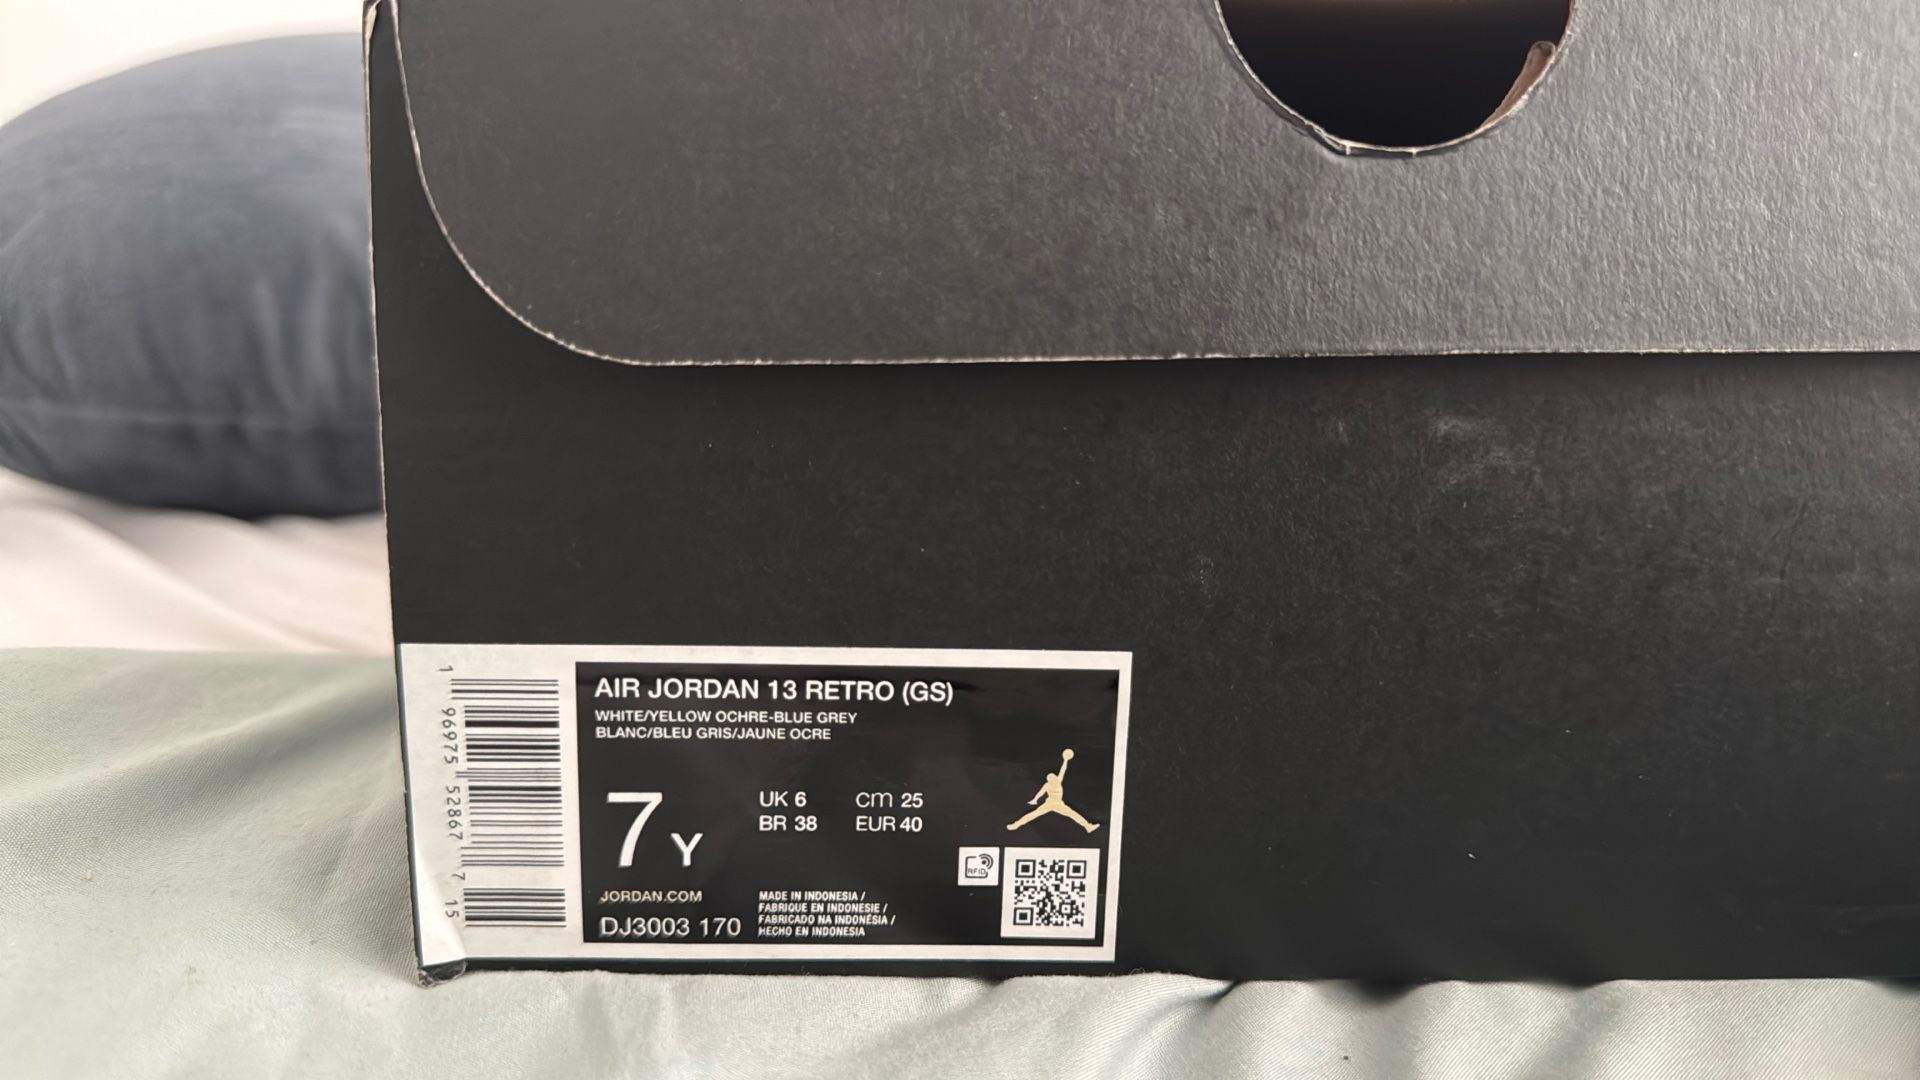 AIR JORDAN 13 RETRO (GS)
WHITE/YELLOW OCHRE-BLUE GREY
BLANC/BLEU GRIS/JAUNE OCRE
7 Y
UK 6 cm 25
BR 38 EUR 40
RFID
JORDAN.COM
DJ3003 170
MADE IN INDONESIA /
FABRIQUE EN INDONESIE /
FABRICADO NA INDONÉSIA /
HECHO EN INDONESIA
1 96975 52867 7 15